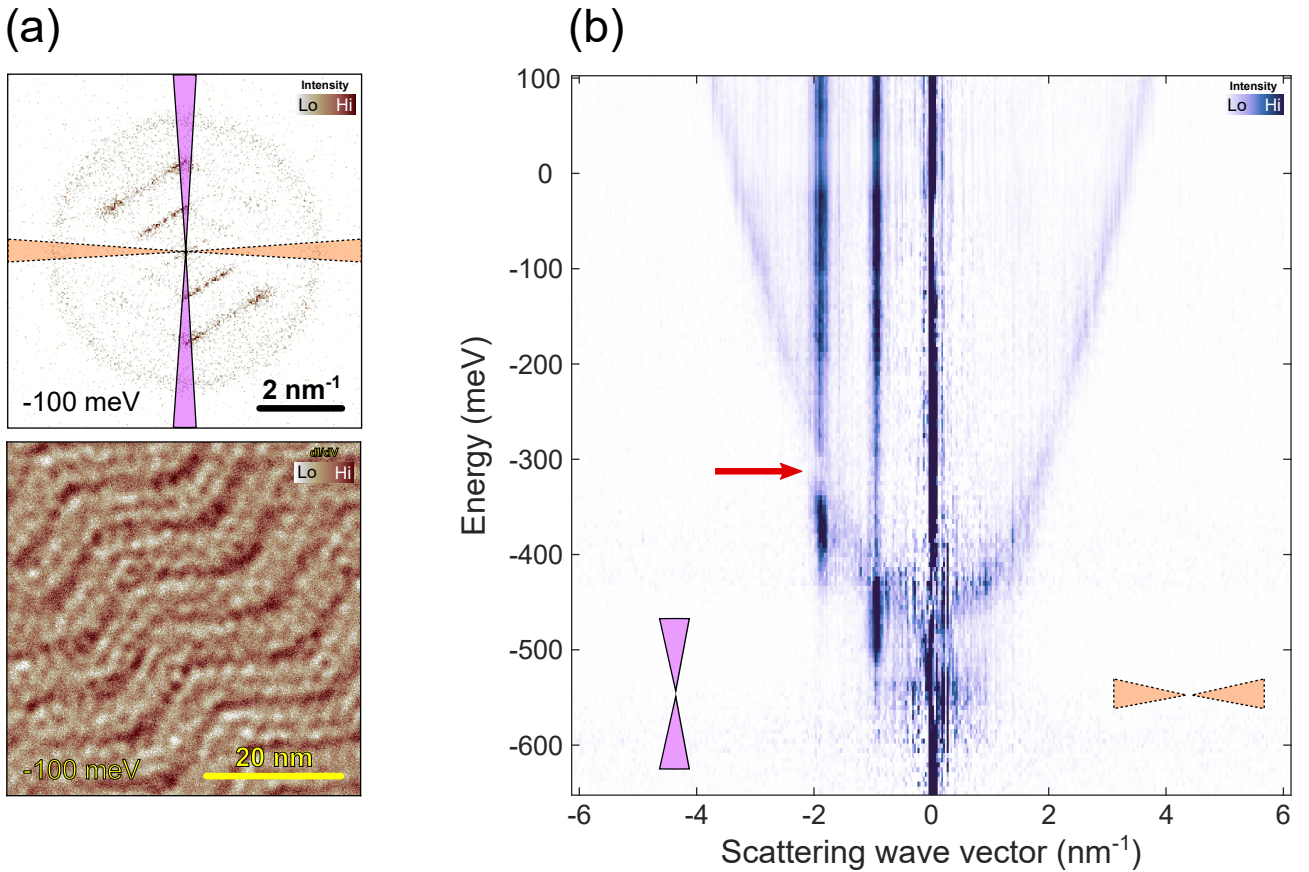 (a)
Intensity
Lo Hi
-100 meV
2 nm-1
dI/dV
Lo Hi
-100 meV
20 nm
(b)
Intensity
Lo Hi
Energy (meV)
100
0
-100
-200
-300
-400
-500
-600
-6 -4 -2 0 2 4 6
Scattering wave vector (nm-1)